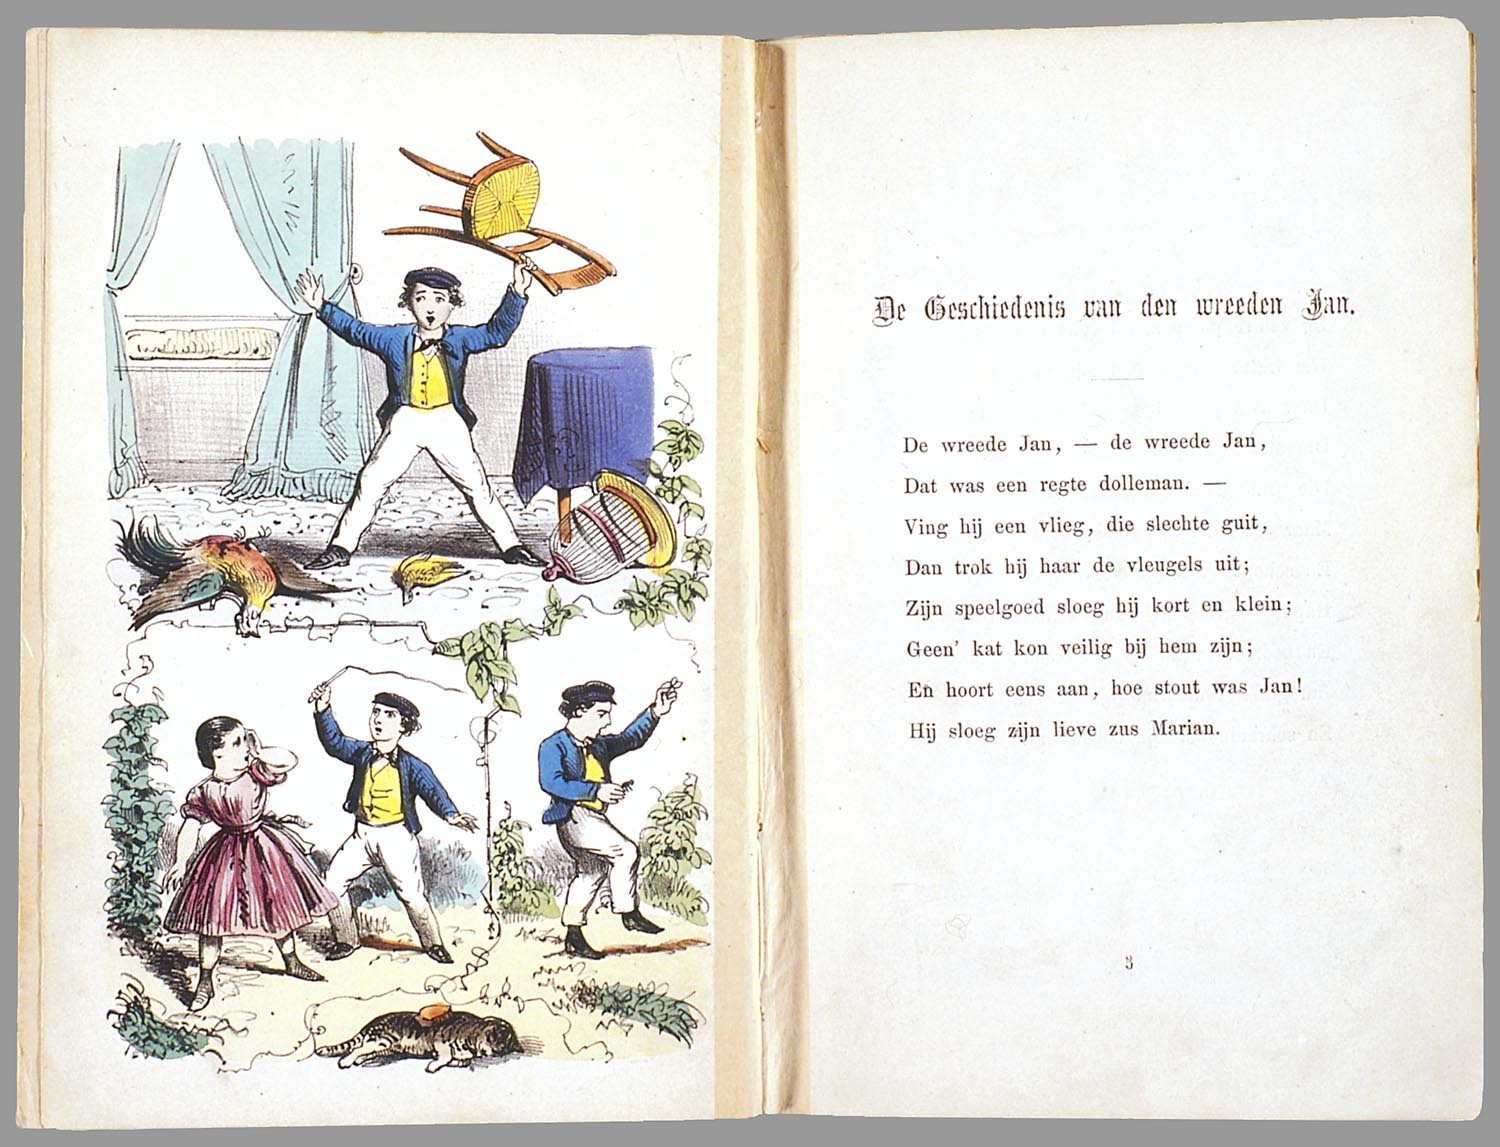 De Geschiedenis van den wreeden Jan.
De wreede Jan, — de wreede Jan,
Dat was een regte dolleman. —
Ving hij een vlieg, die slechte guit,
Dan trok hij haar de vleugels uit;
Zijn speelgoed sloeg hij kort en klein;
Geen’ kat kon veilig bij hem zijn;
En hoort eens aan, hoe stout was Jan!
Hij sloeg zijn lieve zus Marian.
3